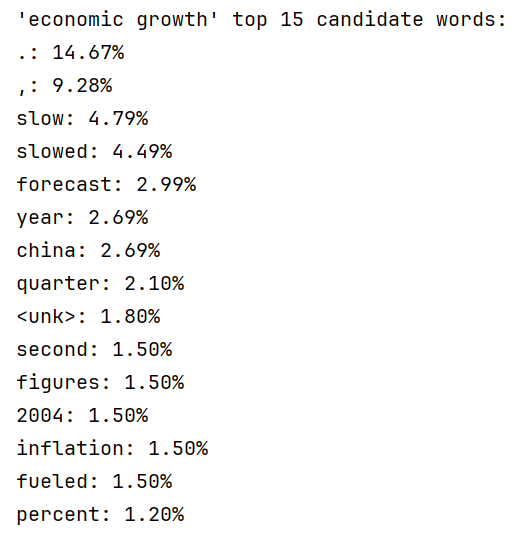 'economic growth' top 15 candidate words:
.: 14.67%
,: 9.28%
slow: 4.79%
slowed: 4.49%
forecast: 2.99%
year: 2.69%
china: 2.69%
quarter: 2.10%
<unk>: 1.80%
second: 1.50%
figures: 1.50%
2004: 1.50%
inflation: 1.50%
fueled: 1.50%
percent: 1.20%